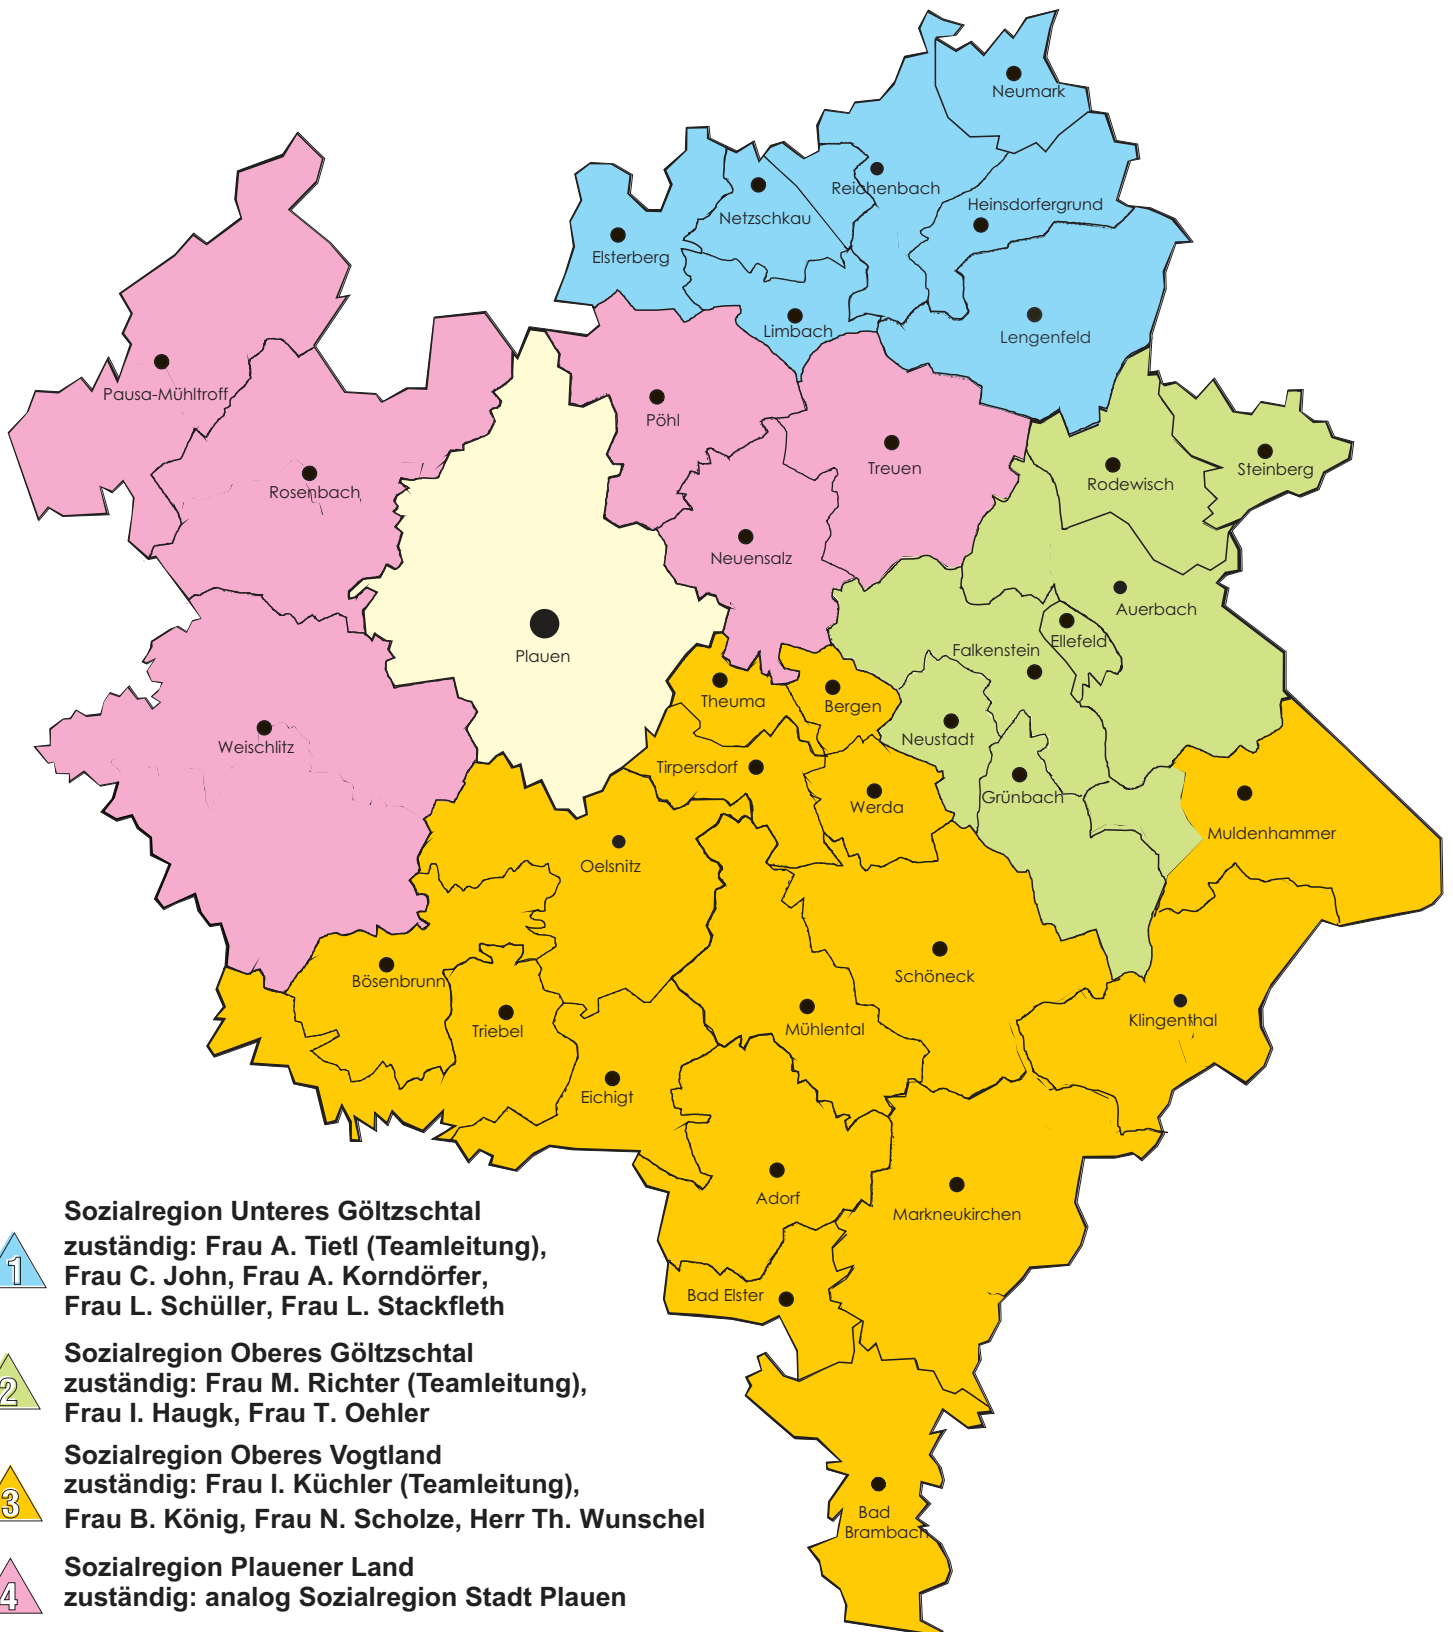 Neumark
Reichenbach
Heinsdorfergrund
Netzschkau
Elsterberg
Limbach
Lengenfeld
Pausa-Mühltroff
Pöhl
Treuen
Rodewisch
Steinberg
Rosenbach
Neuensalz
Auerbach
Plauen
Falkenstein
Ellefeld
Theuma
Bergen
Weischlitz
Neustadt
Tirpersdorf
Werda
Grünbach
Muldenhammer
Oelsnitz
Bösenbrunn
Schöneck
Triebel
Mühlental
Klingenthal
Eichigt
Adorf
Markneukirchen
Bad Elster
Bad
Brambach
1
Sozialregion Unteres Göltzschtal
zuständig: Frau A. Tietl (Teamleitung),
Frau C. John, Frau A. Korndörfer,
Frau L. Schüller, Frau L. Stackfleth
2
Sozialregion Oberes Göltzschtal
zuständig: Frau M. Richter (Teamleitung),
Frau I. Haugk, Frau T. Oehler
3
Sozialregion Oberes Vogtland
zuständig: Frau I. Küchler (Teamleitung),
Frau B. König, Frau N. Scholze, Herr Th. Wunschel
4
Sozialregion Plauener Land
zuständig: analog Sozialregion Stadt Plauen